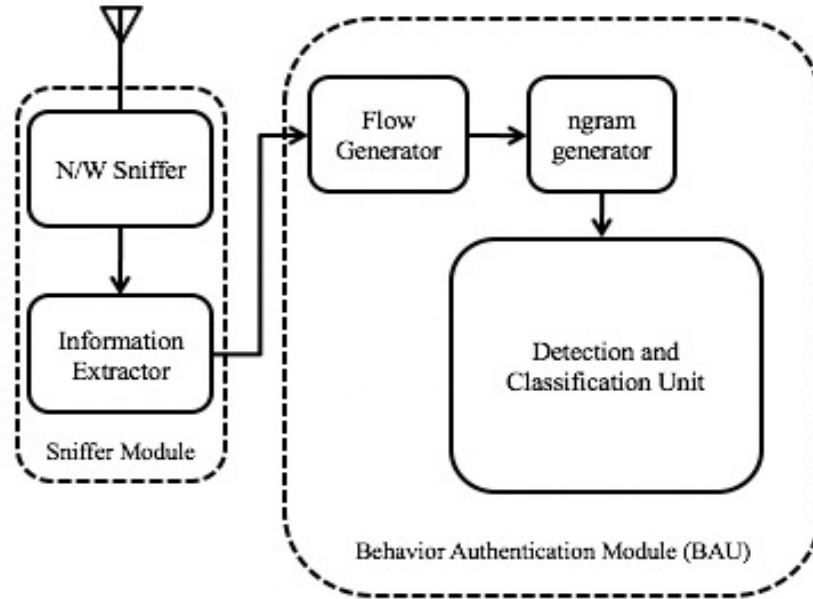 N/W Sniffer
Information
Extractor
Sniffer Module
Flow
Generator
ngram
generator
Detection and
Classification Unit
Behavior Authentication Module (BAU)